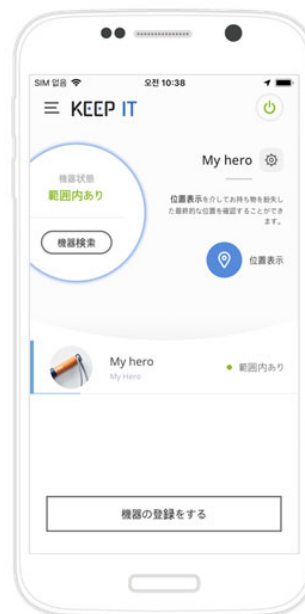 SIM 없음 오전 10:38
KEEP IT
My hero
機器状態
範囲内あり
機器検索
位置表示を介してお持ち物を紛失し
た最終的な位置を確認することができ
ます。
位置表示
My hero
My Hero
範囲内あり
機器の登録をする